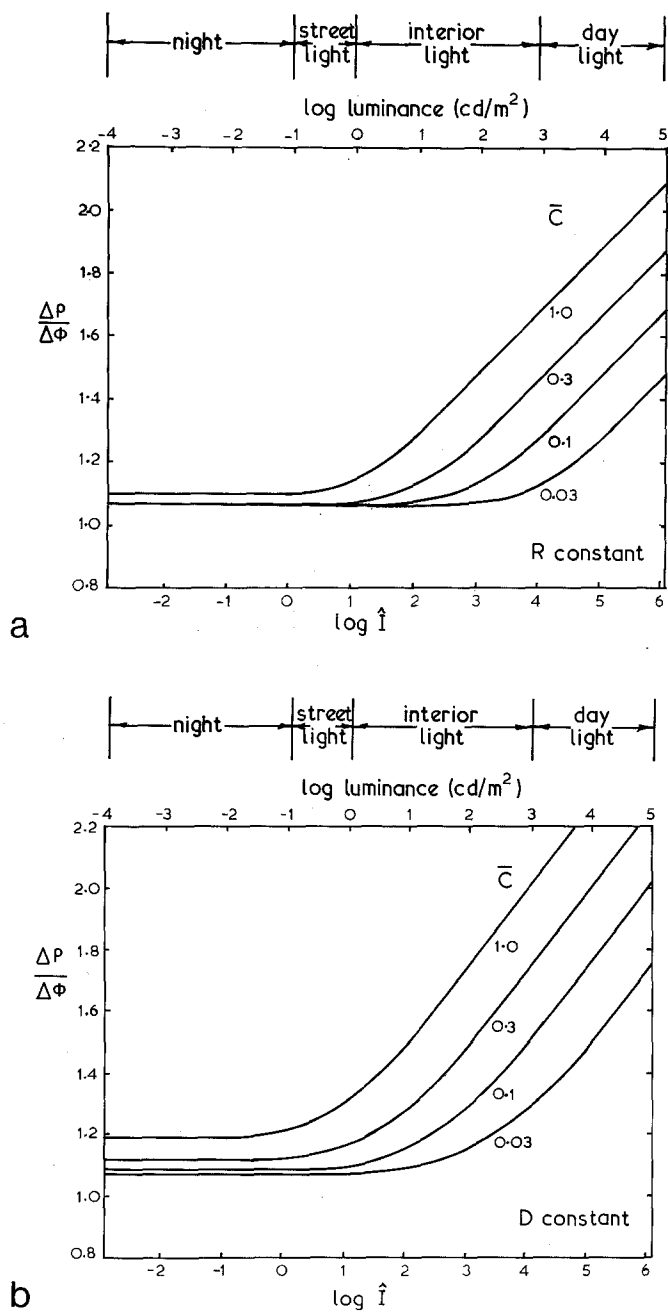 night street light interior light day light
log luminance (cd/m²)
-4 -3 -2 -1 0 1 2 3 4 5
2·2
2·0
1·8
1·6
1·4
1·2
1·0
0·8
ΔP
ΔΦ
C̄
1·0
0·3
0·1
0·03
R constant
-2 -1 0 1 2 3 4 5 6
log Î
a
night street light interior light day light
log luminance (cd/m²)
-4 -3 -2 -1 0 1 2 3 4 5
2·2
2·0
1·8
1·6
1·4
1·2
1·0
0·8
ΔP
ΔΦ
C̄
1·0
0·3
0·1
0·03
D constant
-2 -1 0 1 2 3 4 5 6
log Î
b